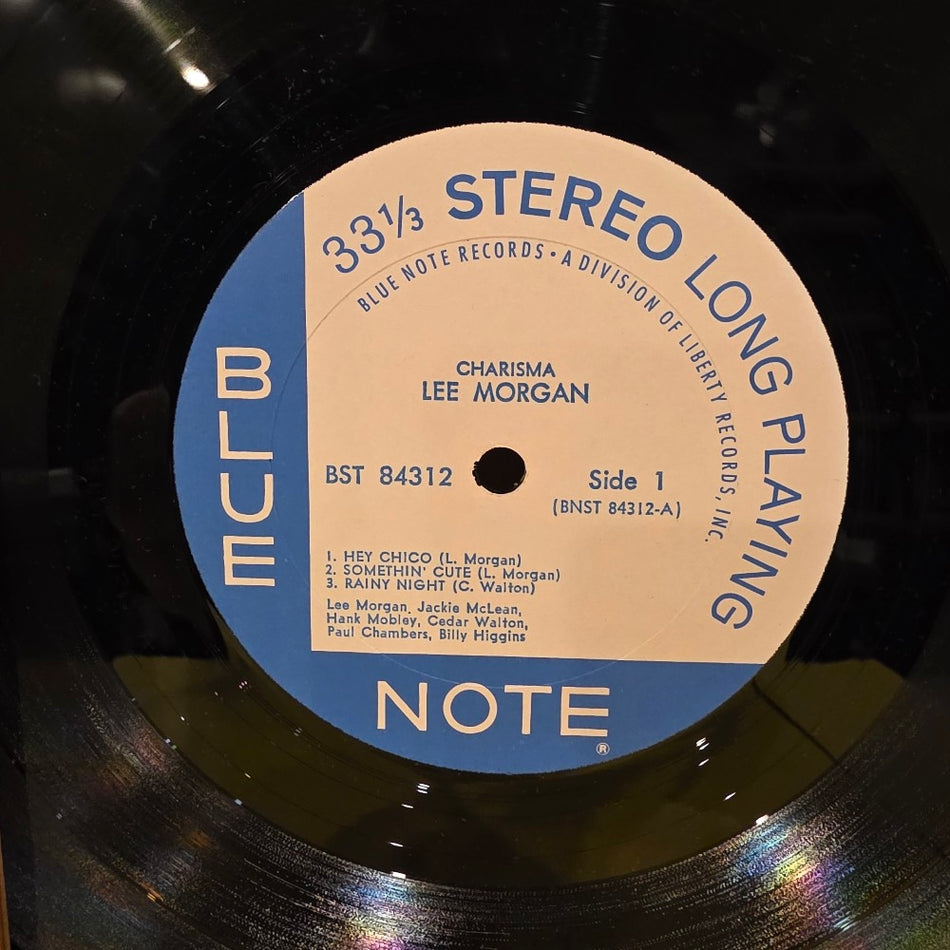 33⅓ STEREO LONG PLAYING
BLUE NOTE RECORDS • A DIVISION OF LIBERTY RECORDS, INC.
CHARISMA
LEE MORGAN
BST 84312
Side 1
(BNST 84312-A)
1. HEY CHICO (L. Morgan)
2. SOMETHIN' CUTE (L. Morgan)
3. RAINY NIGHT (C. Walton)
Lee Morgan, Jackie McLean,
Hank Mobley, Cedar Walton,
Paul Chambers, Billy Higgins
BLUE
NOTE
®